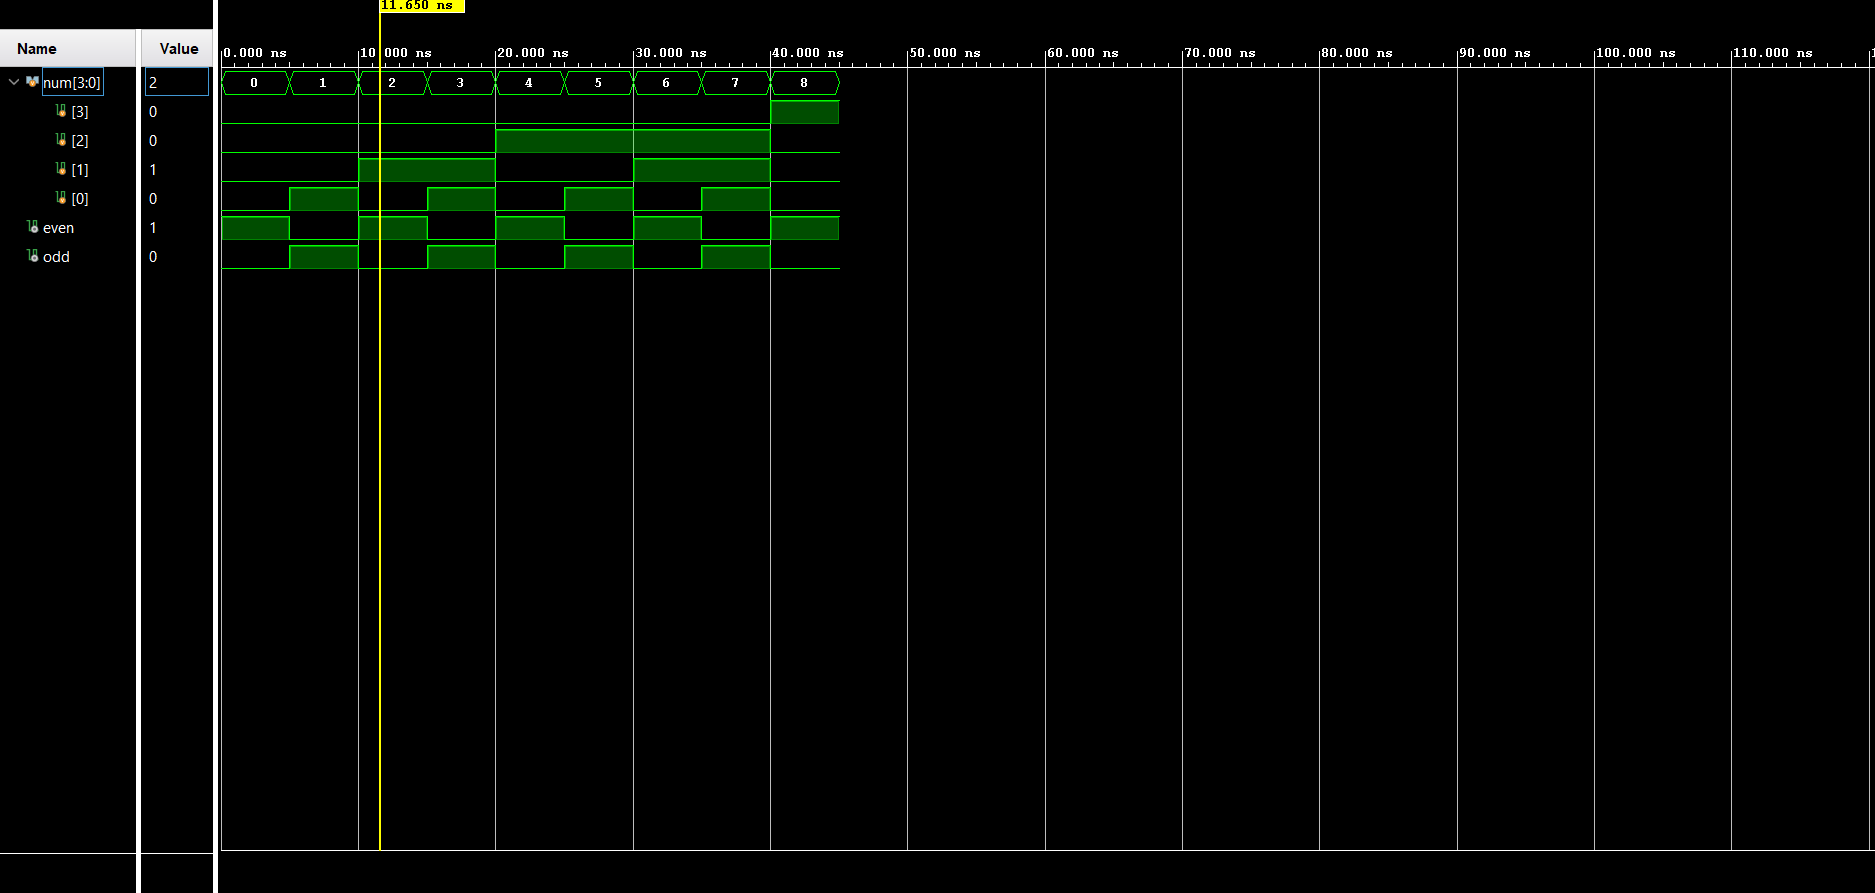 11.650 ns
Name Value 0.000 ns 10.000 ns 20.000 ns 30.000 ns 40.000 ns 50.000 ns 60.000 ns 70.000 ns 80.000 ns 90.000 ns 100.000 ns 110.000 ns
num[3:0] 2 0 1 2 3 4 5 6 7 8
[3] 0
[2] 0
[1] 1
[0] 0
even 1
odd 0